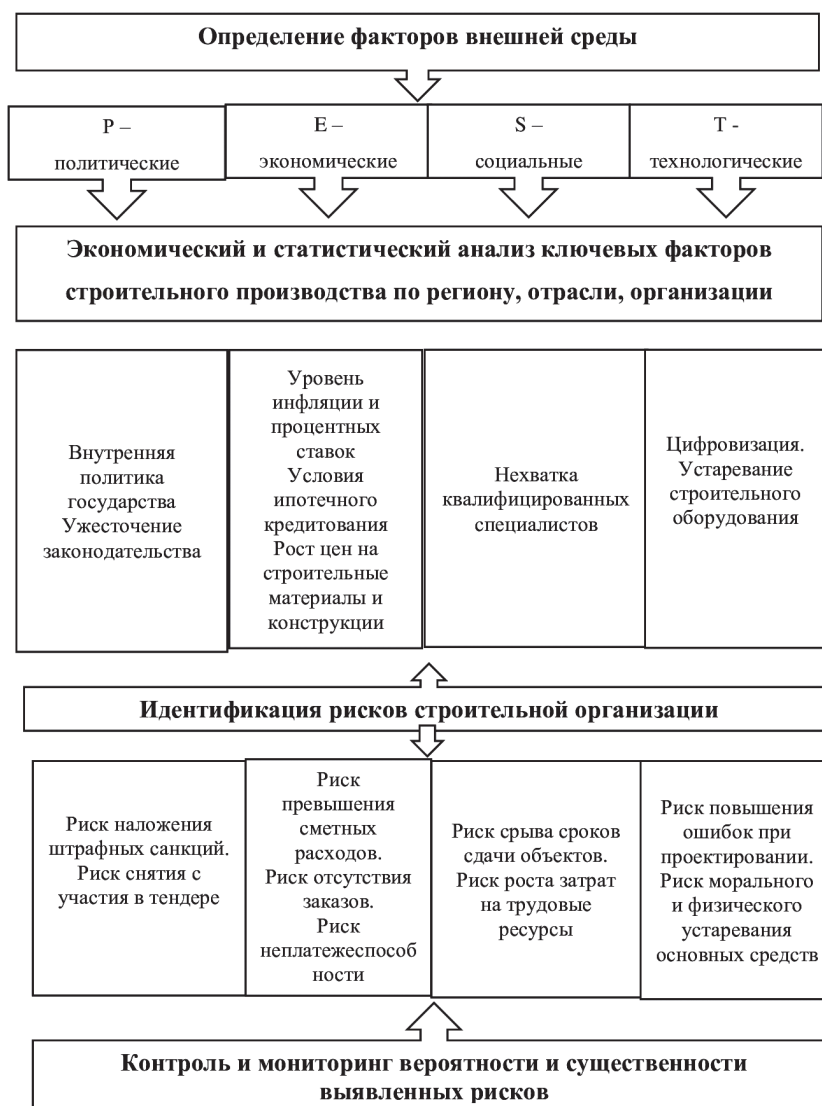 Определение факторов внешней среды
P –
политические
E –
экономические
S –
социальные
T -
технологические
Экономический и статистический анализ ключевых факторов
строительного производства по региону, отрасли, организации
Внутренняя
политика
государства
Ужесточение
законодательства
Уровень
инфляции и
процентных
ставок
Условия
ипотечного
кредитования
Рост цен на
строительные
материалы и
конструкции
Нехватка
квалифицированных
специалистов
Цифровизация.
Устаревание
строительного
оборудования
Идентификация рисков строительной организации
Риск наложения
штрафных санкций.
Риск снятия с
участия в тендере
Риск
превышения
сметных
расходов.
Риск отсутствия
заказов.
Риск
неплатежеспособ
ности
Риск срыва сроков
сдачи объектов.
Риск роста затрат
на трудовые
ресурсы
Риск повышения
ошибок при
проектировании.
Риск морального
и физического
устаревания
основных средств
Контроль и мониторинг вероятности и существенности
выявленных рисков